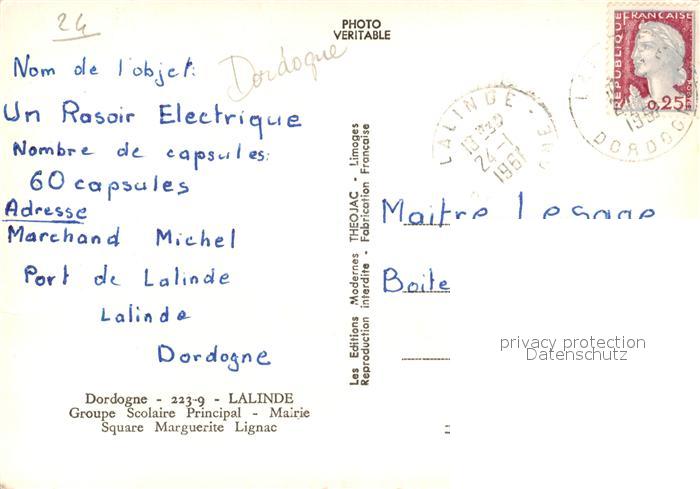 24
PHOTO
VERITABLE
Dordogne
Nom de l'objet:
Un Rasoir Electrique
Nombre de capsules:
60 capsules
Adresse
Marchand Michel
Port de Lalinde
Lalinde
Dordogne
Dordogne - 223-9 - LALINDE
Groupe Scolaire Principal - Mairie
Square Marguerite Lignac
Les Editions Modernes THEOJAC - Limoges
Reproduction interdite - Fabrication Française
LALINDE
24-1
1961
REPUBLIQUE FRANÇAISE
0,25
DORDOG
Maitre Lesage
Boite
privacy protection
Datenschutz